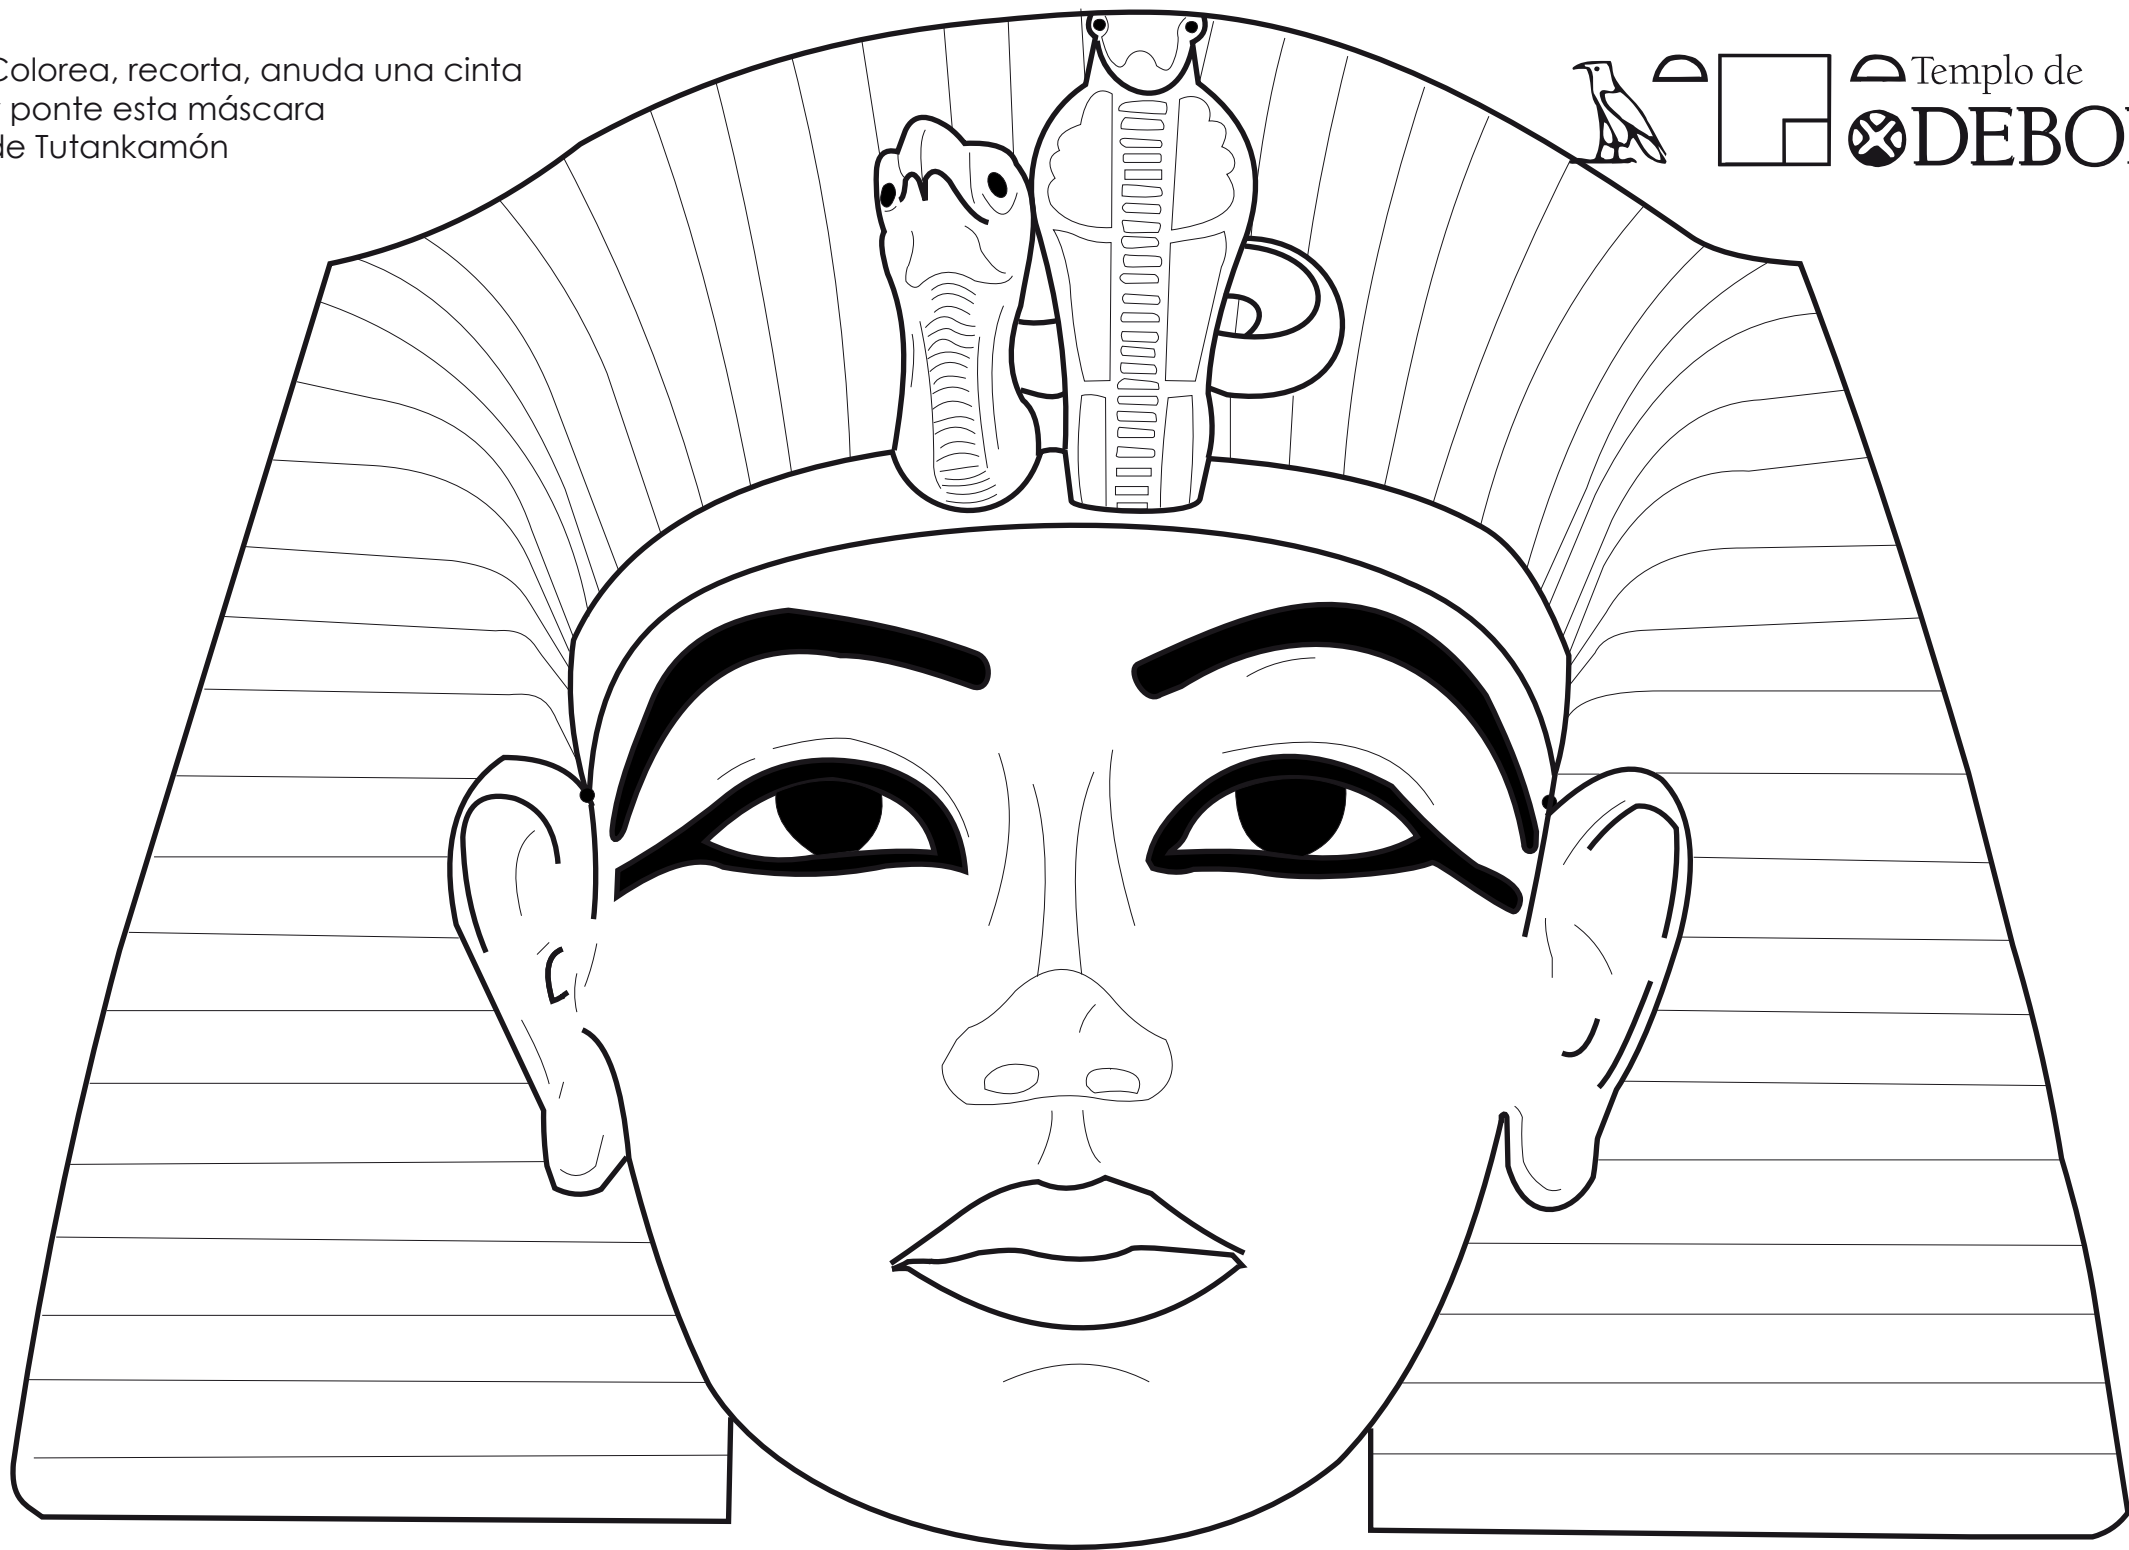 Colorea, recorta, anuda una cinta
ponte esta máscara
de Tutankamón
Templo de
DEBO